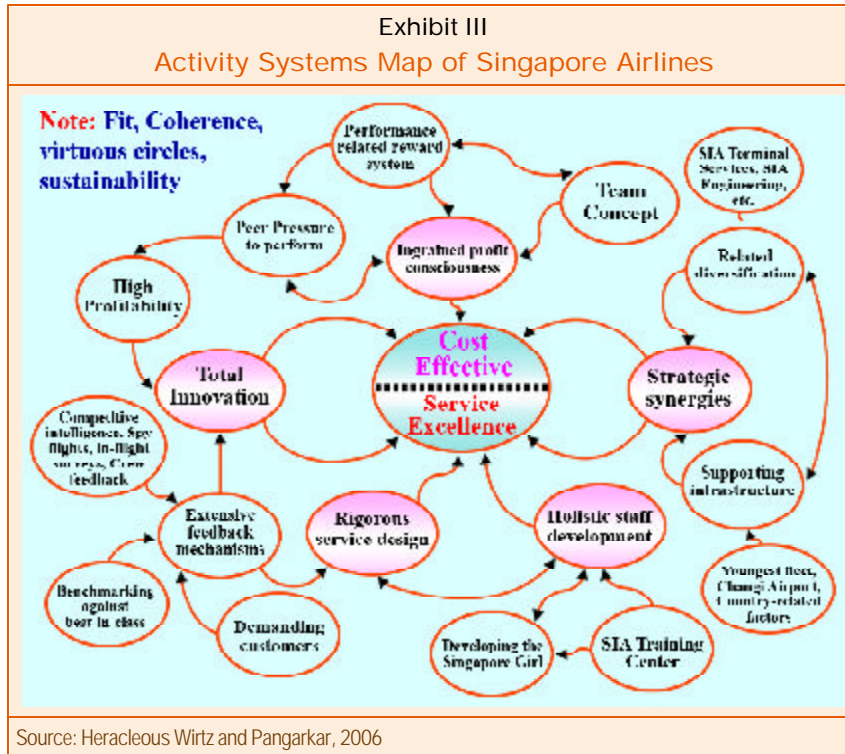 Exhibit III
Activity Systems Map of Singapore Airlines
Note: Fit, Coherence,
virtuous circles,
sustainability
Performance
related reward
system
SIA Terminal
Services, SIA
Engineering,
etc.
Team
Concept
Peer Pressure
to perform
Ingrained profit
consciousness
Related
diversification
High
Profitability
Cost
Effective
Service
Excellence
Total
Innovation
Strategic
synergies
Competitive
intelligence, Spy
flights, In-flight
surveys, Crew
feedback
Supporting
infrastructure
Extensive
feedback
mechanisms
Rigorous
service design
Holistic staff
development
Youngest fleet,
Changi Airport,
Country-related
factors
Benchmarking
against
best-in-class
Demanding
customers
Developing the
Singapore Girl
SIA Training
Center
Source: Heracleous Wirtz and Pangarkar, 2006